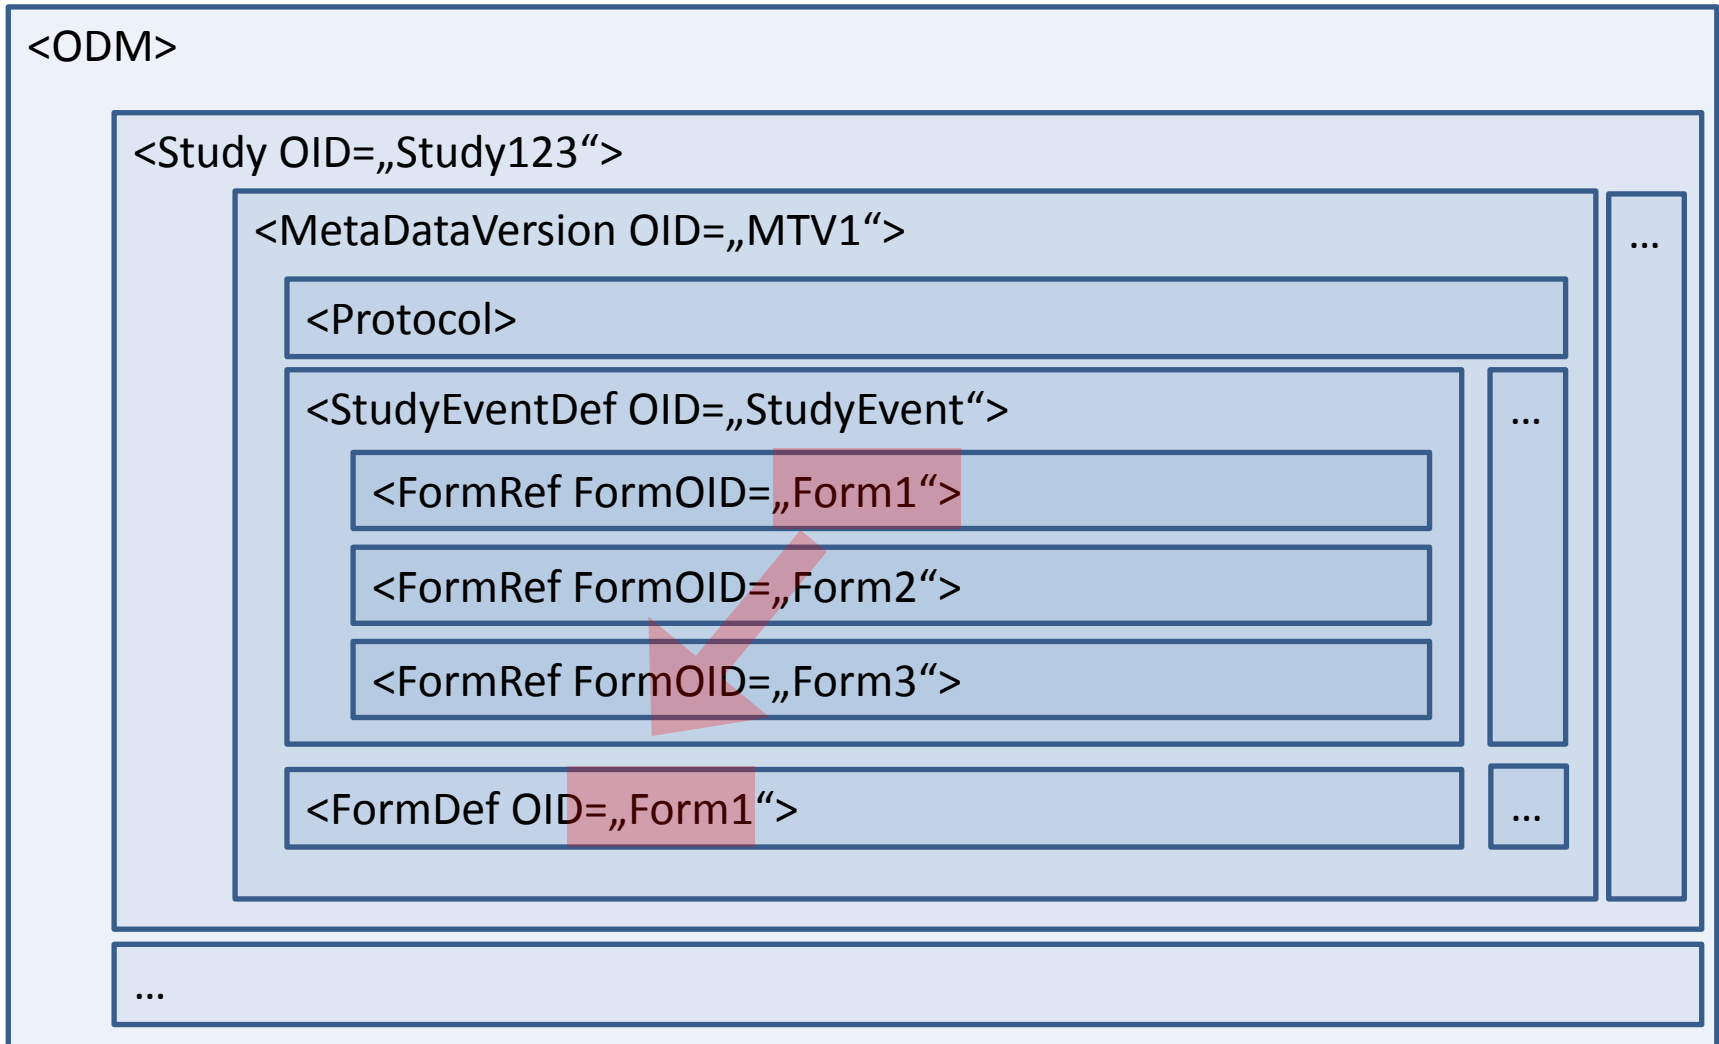 <ODM>
<Study OID=„Study123“>
<MetaDataVersion OID=„MTV1“>
…
<Protocol>
<StudyEventDef OID=„StudyEvent“>
…
<FormRef FormOID=„Form1“>
<FormRef FormOID=„Form2“>
<FormRef FormOID=„Form3“>
<FormDef OID=„Form1“>
…
…